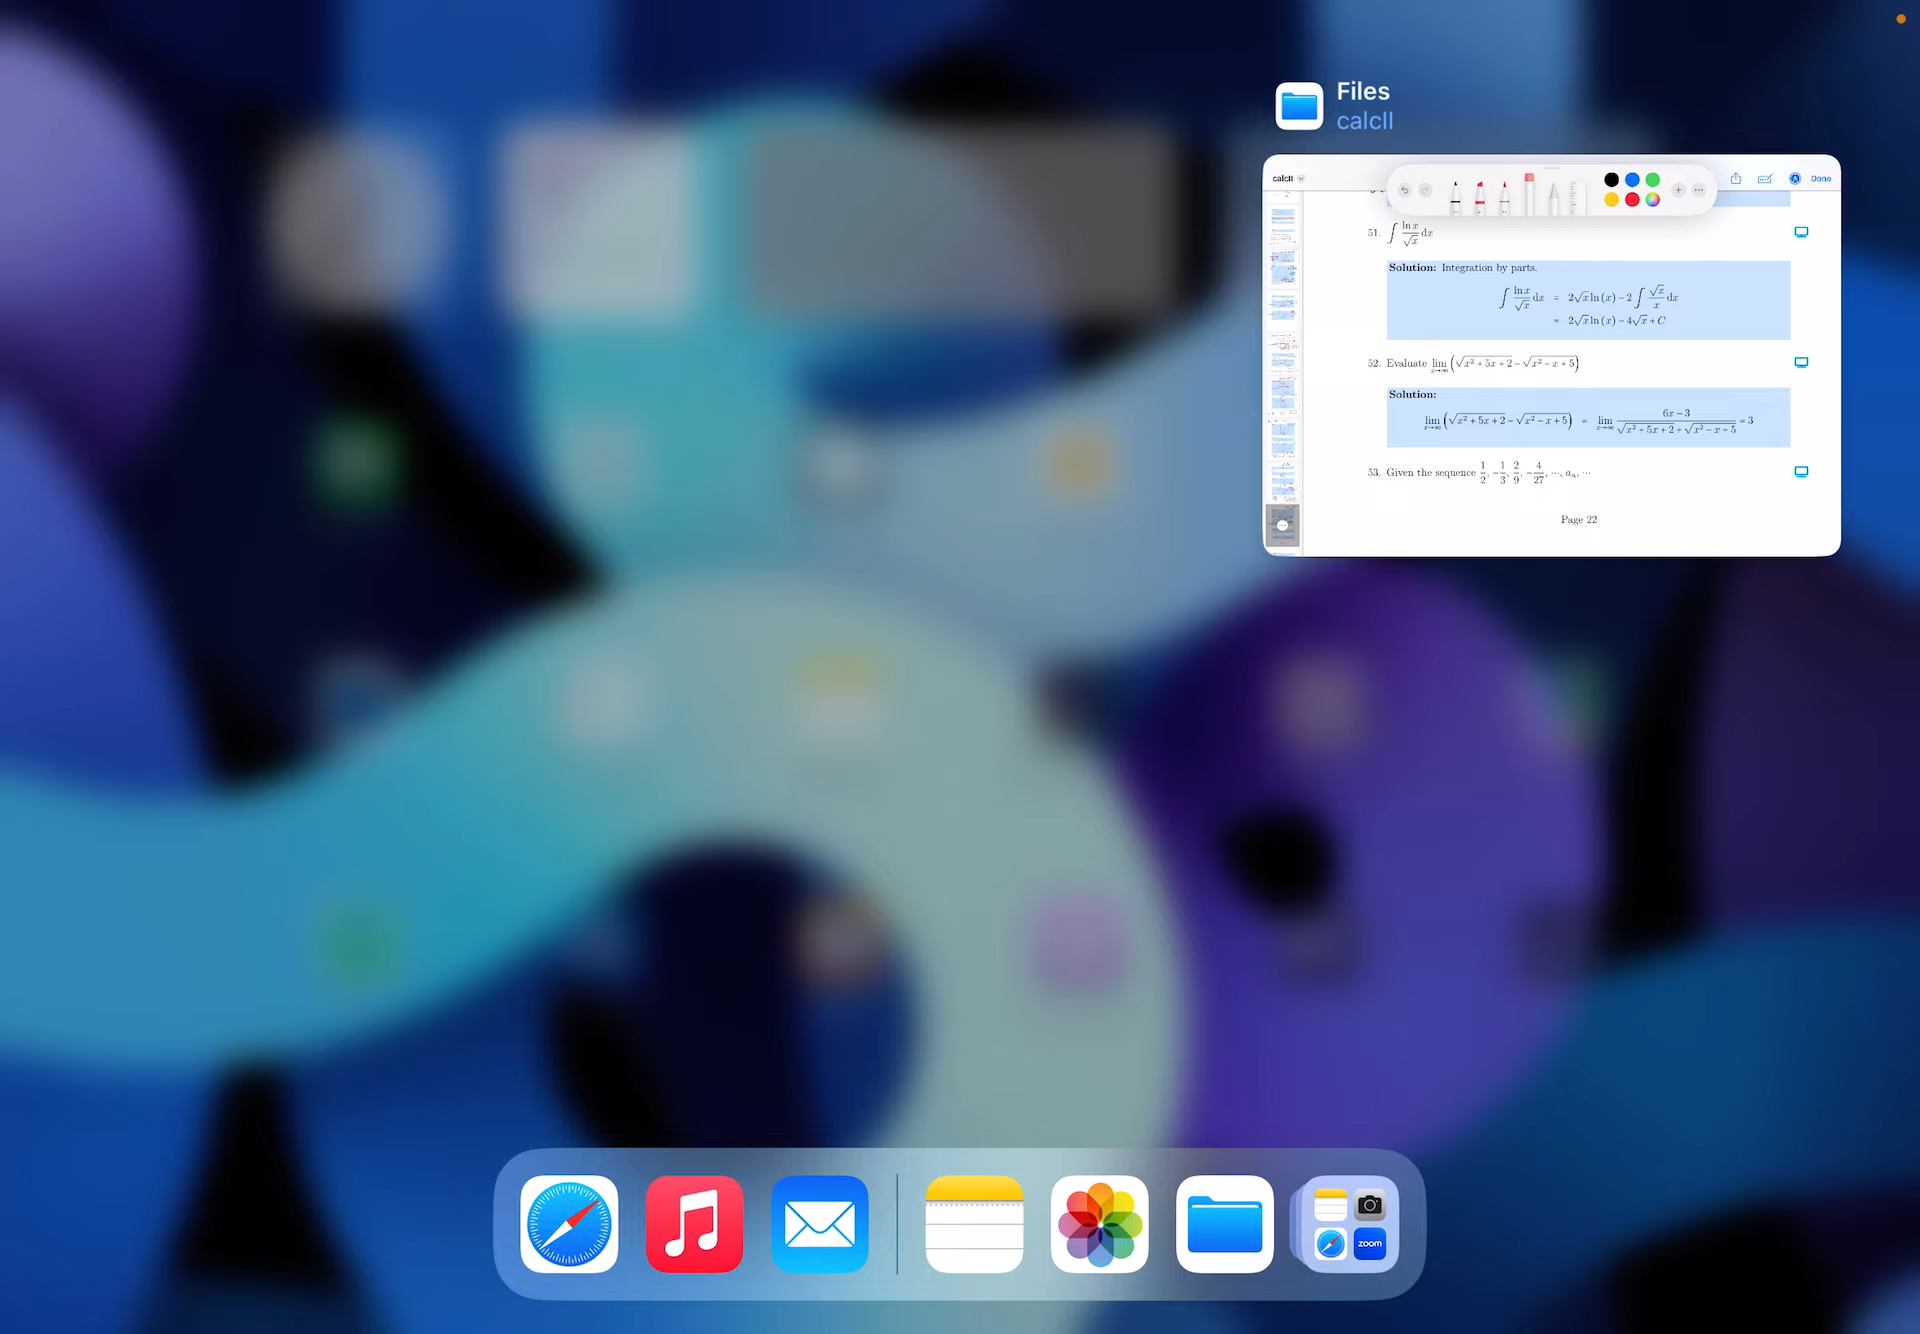 Files
calcII
calcII
Done
51. ∫ ln x / √x dx
Solution: Integration by parts.
∫ ln x / √x dx = 2√x ln (x) − 2 ∫ √x / x dx
= 2√x ln (x) − 4√x + C
52. Evaluate lim x→∞ (√x² + 5x + 2 − √x² − x + 5)
Solution:
lim x→∞ (√x² + 5x + 2 − √x² − x + 5) = lim x→∞ 6x − 3 / √x² + 5x + 2 + √x² − x + 5 = 3
53. Given the sequence 1/2, −1/3, 2/9, −4/27, ⋯, aₙ, ⋯
Page 22
zoom